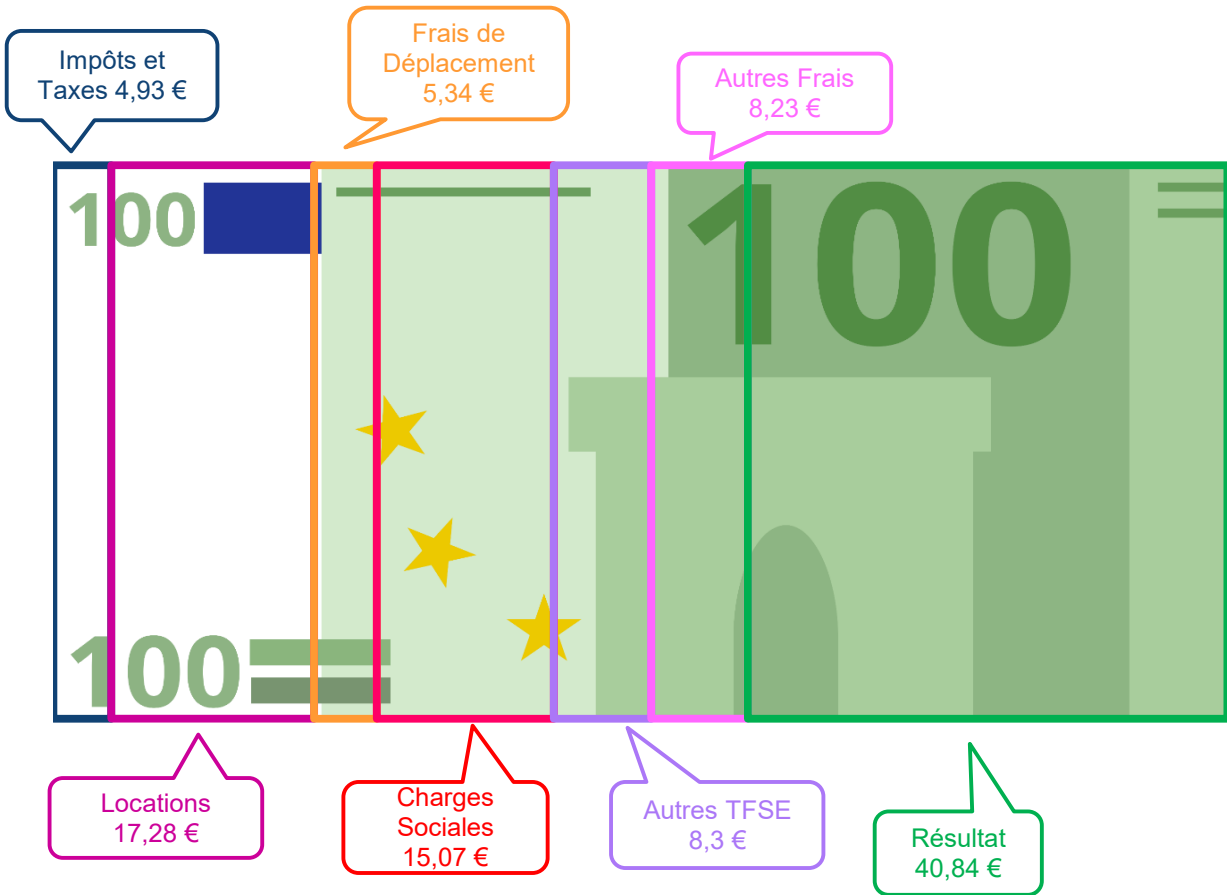 Impôts et
Taxes 4,93 €
Frais de
Déplacement
5,34 €
Autres Frais
8,23 €
100
100
100
Locations
17,28 €
Charges
Sociales
15,07 €
Autres TFSE
8,3 €
Résultat
40,84 €